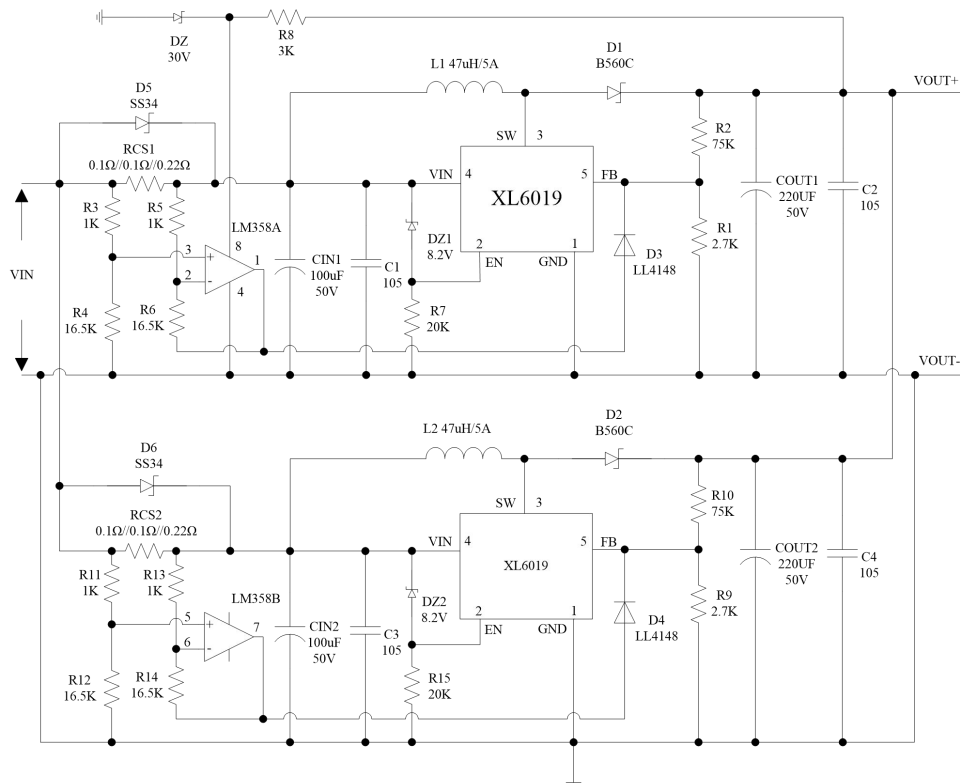 DZ
30V
R8
3K
L1 47uH/5A
D1
B560C
VOUT+
D5
SS34
RCS1
0.1Ω//0.1Ω//0.22Ω
SW
3
R2
75K
VIN
4
5
FB
XL6019
COUT1
220UF
50V
C2
105
R3
1K
R5
1K
LM358A
8
3
+
1
2
-
4
DZ1
8.2V
2
EN
1
GND
D3
LL4148
R1
2.7K
VIN
CIN1
100uF
50V
C1
105
R4
16.5K
R6
16.5K
R7
20K
VOUT-
L2 47uH/5A
D2
B560C
D6
SS34
RCS2
0.1Ω//0.1Ω//0.22Ω
SW
3
R10
75K
VIN
4
5
FB
XL6019
COUT2
220UF
50V
C4
105
R11
1K
R13
1K
LM358B
5
+
7
6
-
DZ2
8.2V
2
EN
1
GND
D4
LL4148
R9
2.7K
CIN2
100uF
50V
C3
105
R12
16.5K
R14
16.5K
R15
20K